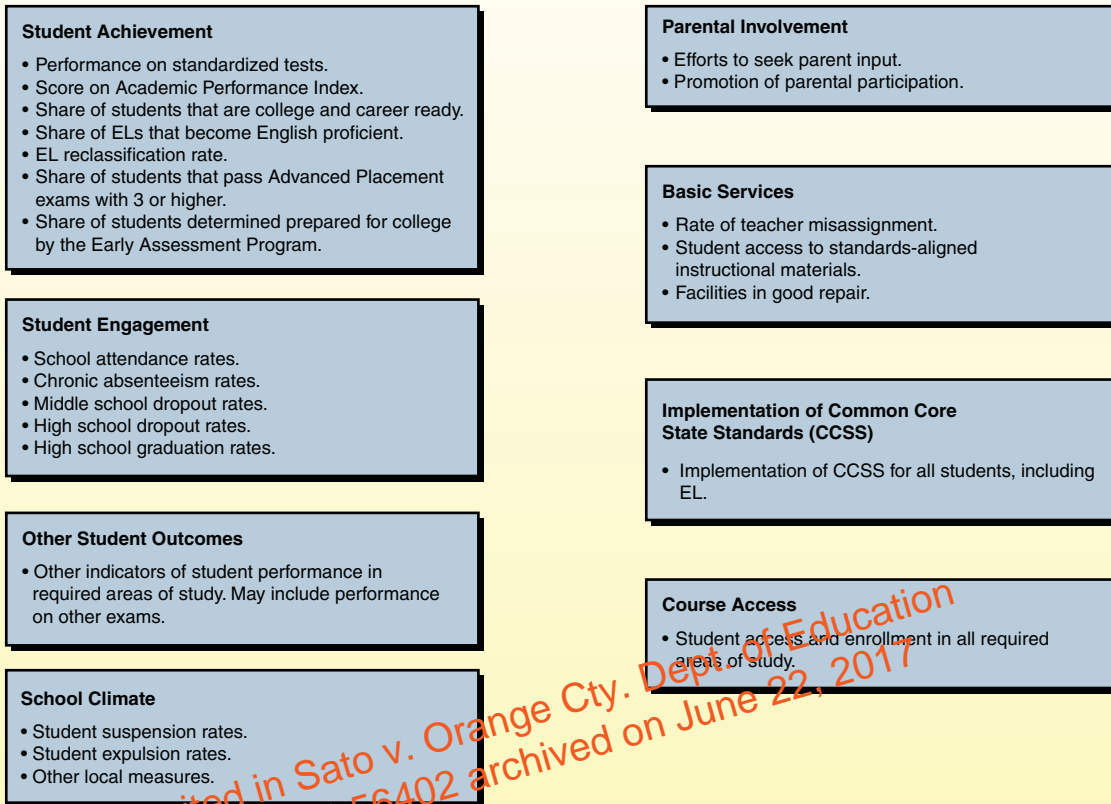 Student Achievement
• Performance on standardized tests.
• Score on Academic Performance Index.
• Share of students that are college and career ready.
• Share of ELs that become English proficient.
• EL reclassification rate.
• Share of students that pass Advanced Placement
exams with 3 or higher.
• Share of students determined prepared for college
by the Early Assessment Program.
Student Engagement
• School attendance rates.
• Chronic absenteeism rates.
• Middle school dropout rates.
• High school dropout rates.
• High school graduation rates.
Other Student Outcomes
• Other indicators of student performance in
required areas of study. May include performance
on other exams.
School Climate
• Student suspension rates.
• Student expulsion rates.
• Other local measures.
Parental Involvement
• Efforts to seek parent input.
• Promotion of parental participation.
Basic Services
• Rate of teacher misassignment.
• Student access to standards-aligned
instructional materials.
• Facilities in good repair.
Implementation of Common Core
State Standards (CCSS)
• Implementation of CCSS for all students, including
EL.
Course Access
• Student access and enrollment in all required
areas of study.
in Sato v. Orange Cty. Dept. of Education
56402 archived on June 22, 2017